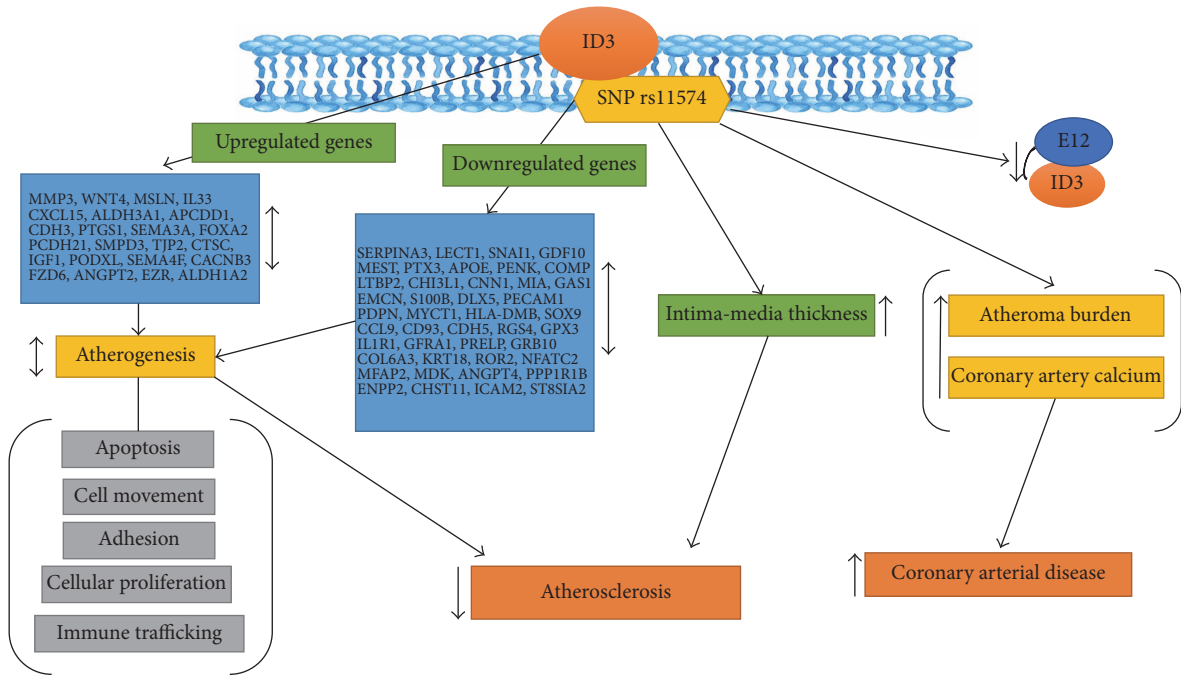 ID3
SNP rs11574
Upregulated genes
Downregulated genes
E12
ID3
MMP3, WNT4, MSLN, IL33
CXCL15, ALDH3A1, APCDD1,
CDH3, PTGS1, SEMA3A, FOXA2
PCDH21, SMPD3, TJP2, CTSC,
IGF1, PODXL, SEMA4F, CACNB3
FZD6, ANGPT2, EZR, ALDH1A2
SERPINA3, LECT1, SNAI1, GDF10
MEST, PTX3, APOE, PENK, COMP
LTBP2, CHI3L1, CNN1, MIA, GAS1
EMCN, S100B, DLX5, PECAM1
PDPN, MYCT1, HLA-DMB, SOX9
CCL9, CD93, CDH5, RGS4, GPX3
IL1R1, GFRA1, PRELP, GRB10
COL6A3, KRT18, ROR2, NFATC2
MFAP2, MDK, ANGPT4, PPP1R1B
ENPP2, CHST11, ICAM2, ST8SIA2
Intima-media thickness
Atheroma burden
Coronary artery calcium
Atherogenesis
Apoptosis
Cell movement
Adhesion
Cellular proliferation
Immune trafficking
Atherosclerosis
Coronary arterial disease